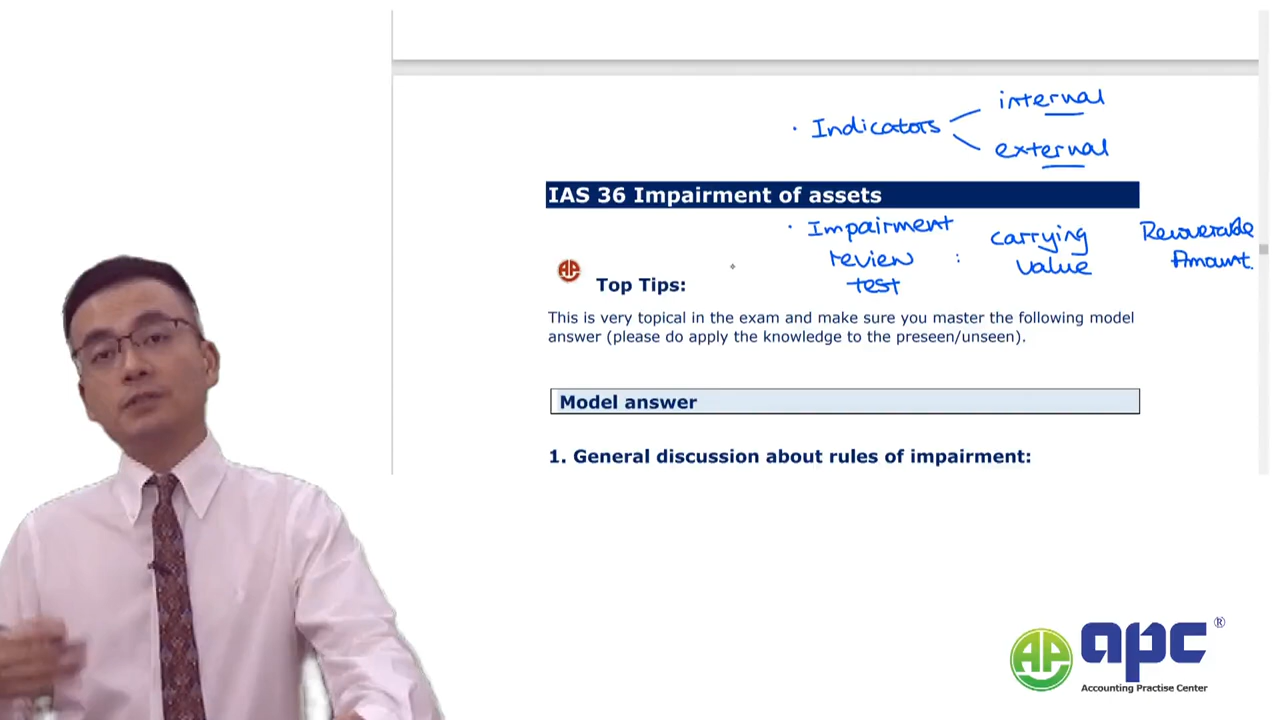 · Indicators
internal
external
IAS 36 Impairment of assets
· Impairment
review
test
:
Carrying
value
Recoverable
Amount.
AP
Top Tips:
This is very topical in the exam and make sure you master the following model
answer (please do apply the knowledge to the preseen/unseen).
Model answer
1. General discussion about rules of impairment:
AP apc ®
Accounting Practise Center